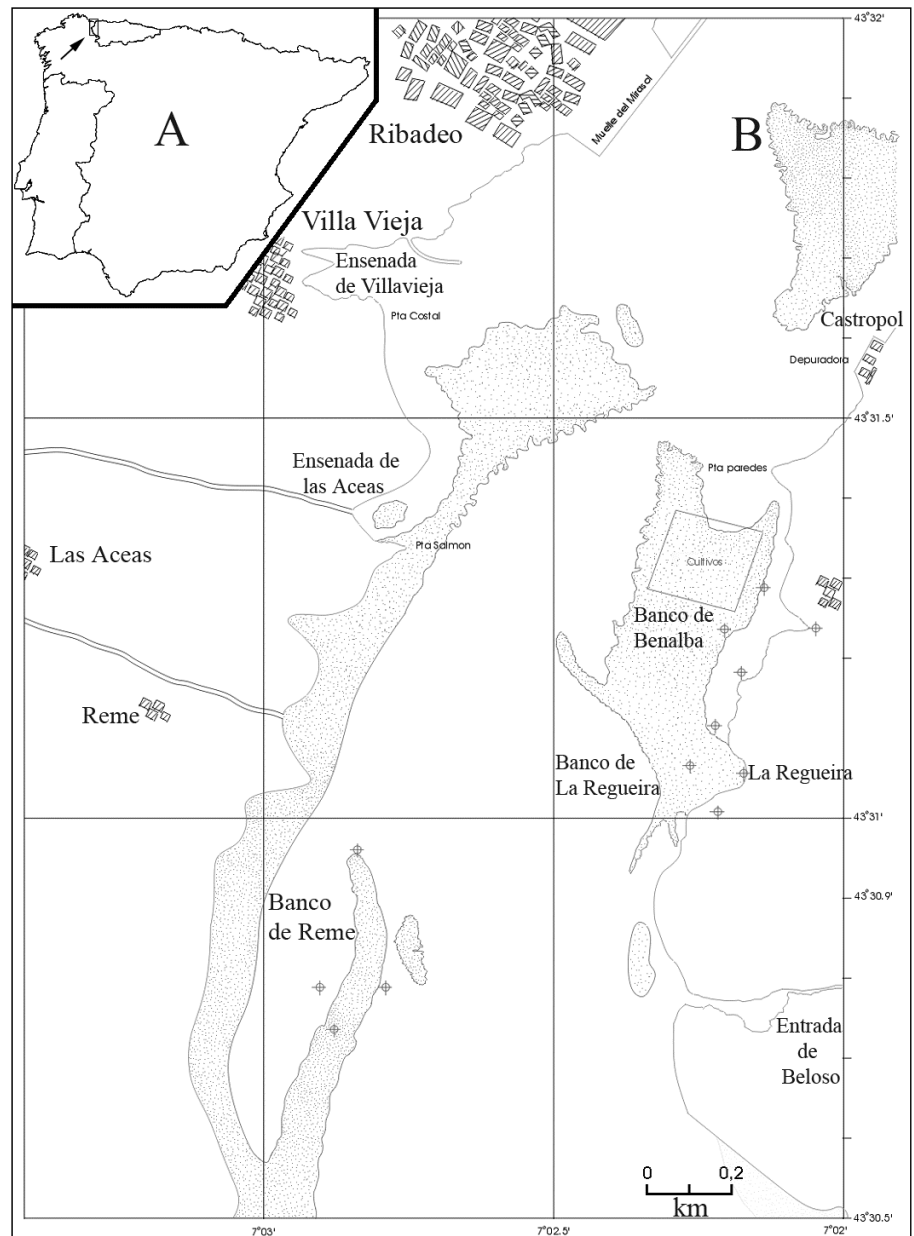 A
B
43°32'
Muelle del Mirasol
Ribadeo
Villa Vieja
Ensenada
de Villavieja
Pta Costal
Castropol
Depuradora
43°31.5'
Ensenada de
las Aceas
Pta paredes
Pta Salmon
Las Aceas
Cultivos
Banco de
Benalba
Reme
Banco de
La Regueira
La Regueira
43°31'
Banco
de Reme
43°30.9'
Entrada
de
Beloso
0 0,2
km
43°30.5'
7°03' 7°02.5' 7°02'